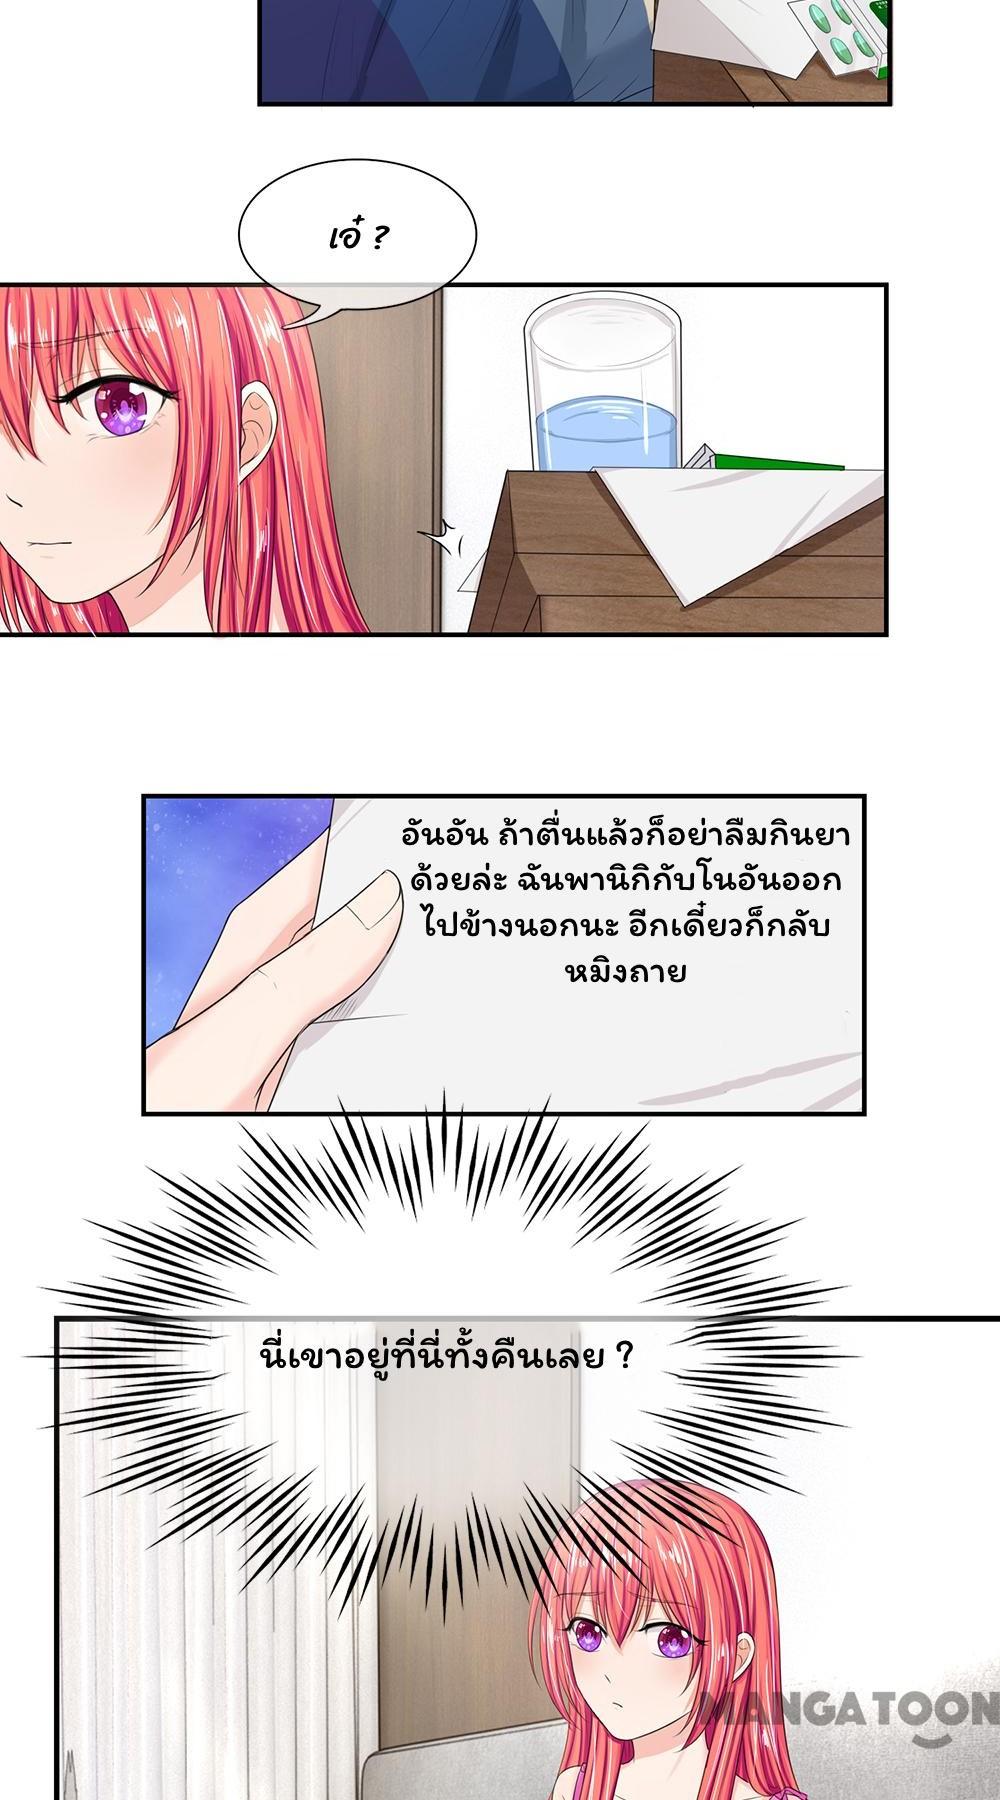 เอ๋ ?
อันอัน ถ้าตื่นแล้วก็อย่าลืมกินยา
ด้วยล่ะ ฉันพานิกิกับโนอันออก
ไปข้างนอกนะ อีกเดี๋ยวก็กลับ
หมิงถาย
นี่เขาอยู่ที่นี่ทั้งคืนเลย ?
MANGATOON